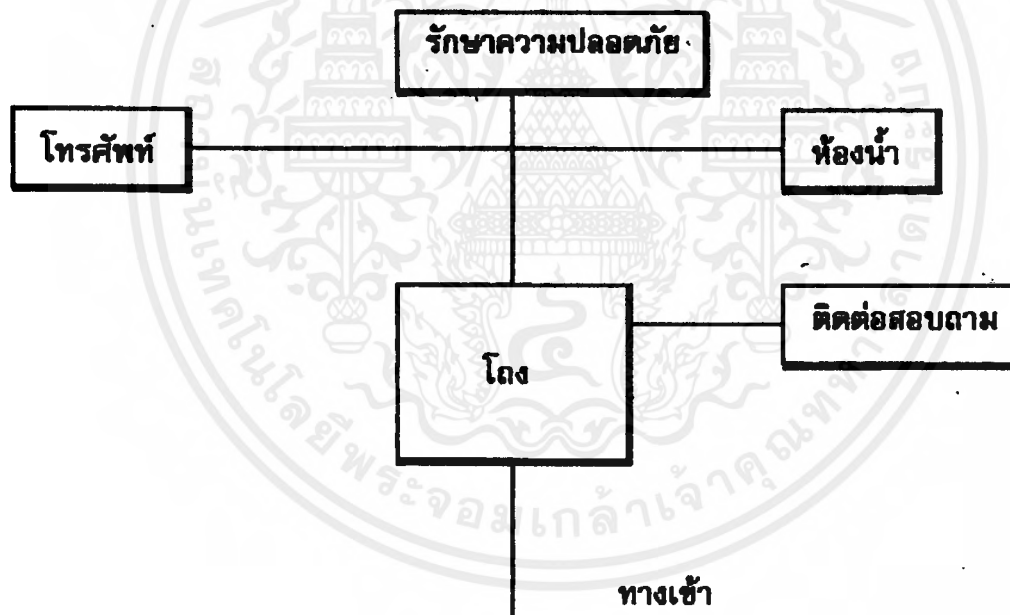 รักษาความปลอดภัย
โทรศัพท์
ห้องน้ำ
ติดต่อสอบถาม
โถง
ทางเข้า